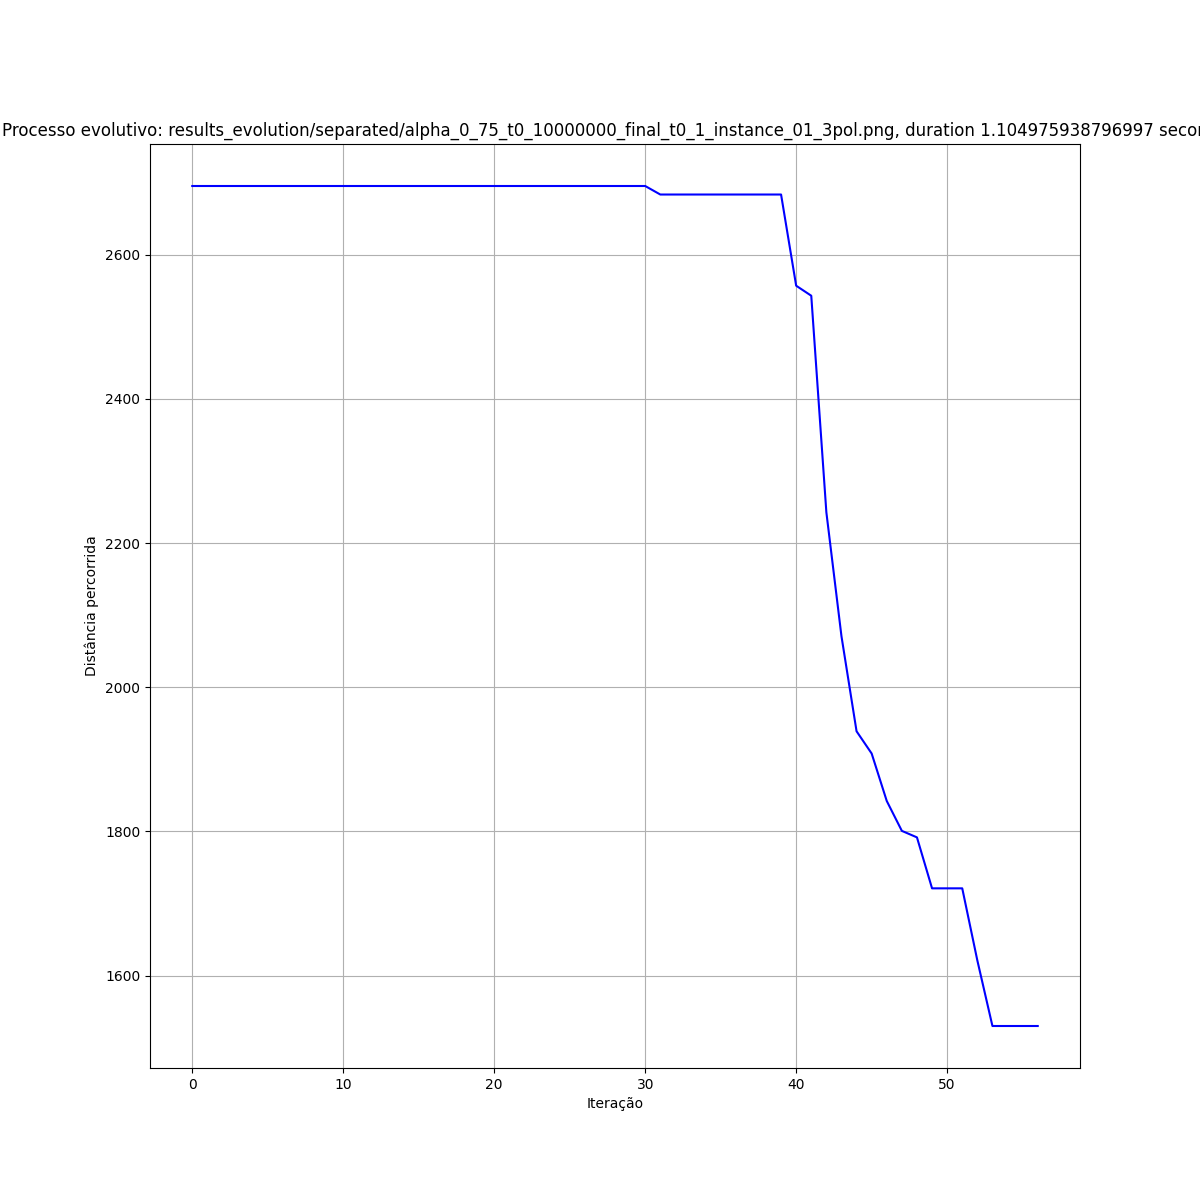 Processo evolutivo: results_evolution/separated/alpha_0_75_t0_10000000_final_t0_1_instance_01_3pol.png, duration 1.104975938796997
2600
2400
2200
2000
1800
1600
Distância percorrida
0 10 20 30 40 50
Iteração